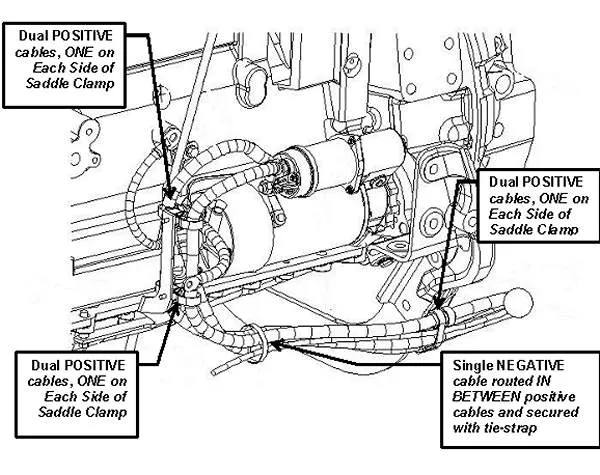 Dual POSITIVE
cables, ONE on
Each Side of
Saddle Clamp
Dual POSITIVE
cables, ONE on
Each Side of
Saddle Clamp
Dual POSITIVE
cables, ONE on
Each Side of
Saddle Clamp
Single NEGATIVE
cable routed IN
BETWEEN positive
cables and secured
with tie-strap